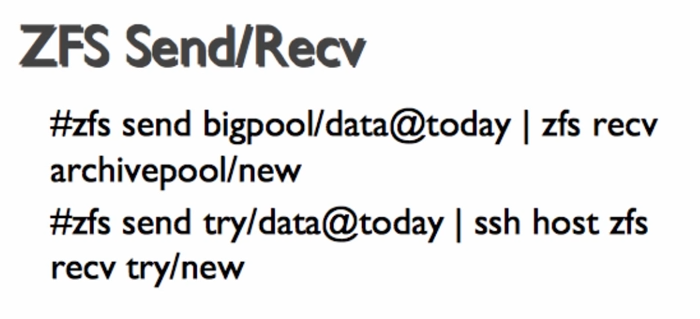 ZFS Send/Recv
#zfs send bigpool/data@today | zfs recv
archivepool/new
#zfs send try/data@today | ssh host zfs
recv try/new